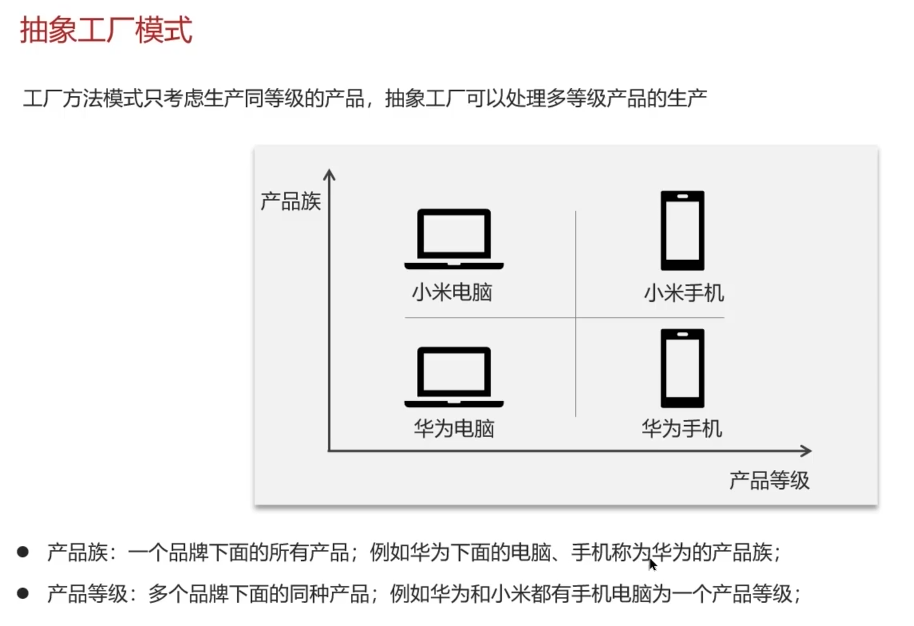 抽象工厂模式
工厂方法模式只考虑生产同等级的产品，抽象工厂可以处理多等级产品的生产
产品族
小米电脑
小米手机
华为电脑
华为手机
产品等级
产品族：一个品牌下面的所有产品；例如华为下面的电脑、手机称为华为的产品族；
产品等级：多个品牌下面的同种产品；例如华为和小米都有手机电脑为一个产品等级；